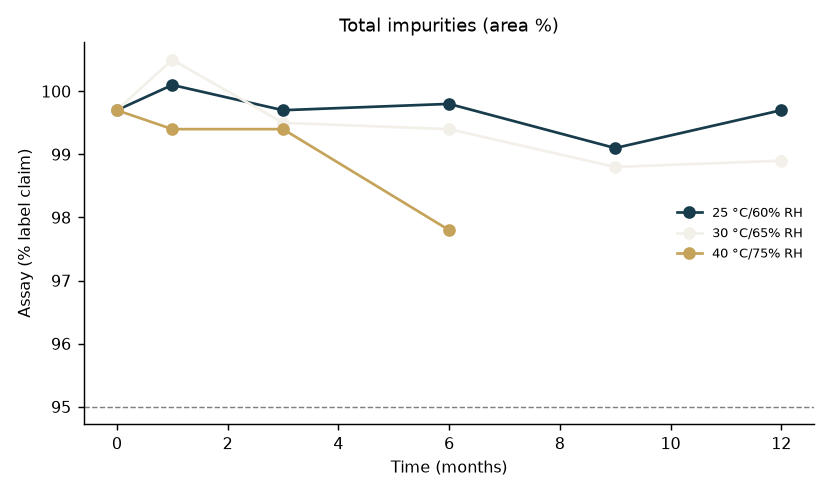 Total impurities (area %)
Assay (% label claim)
100
99
98
97
96
95
25 °C/60% RH
30 °C/65% RH
40 °C/75% RH
0
2
4
6
8
10
12
Time (months)